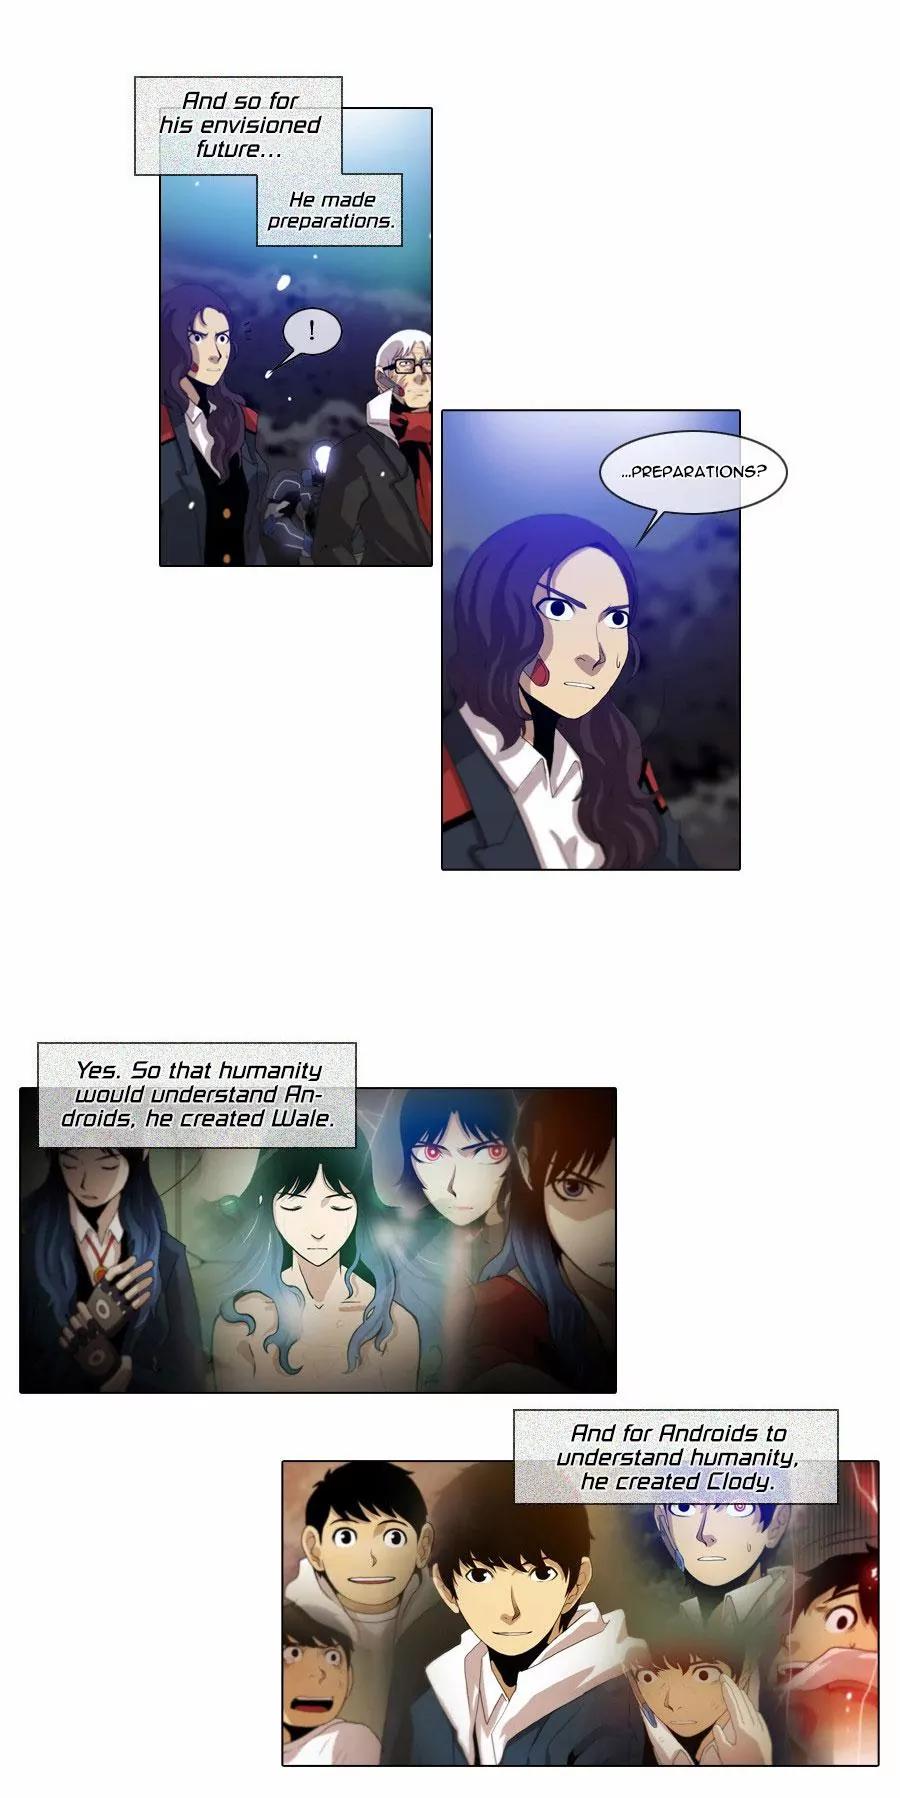 And so for
his envisioned
future...
He made
preparations.
!
...PREPARATIONS?
Yes. So that humanity
would understand An-
droids, he created Wale.
And for Androids to
understand humanity,
he created Clody.